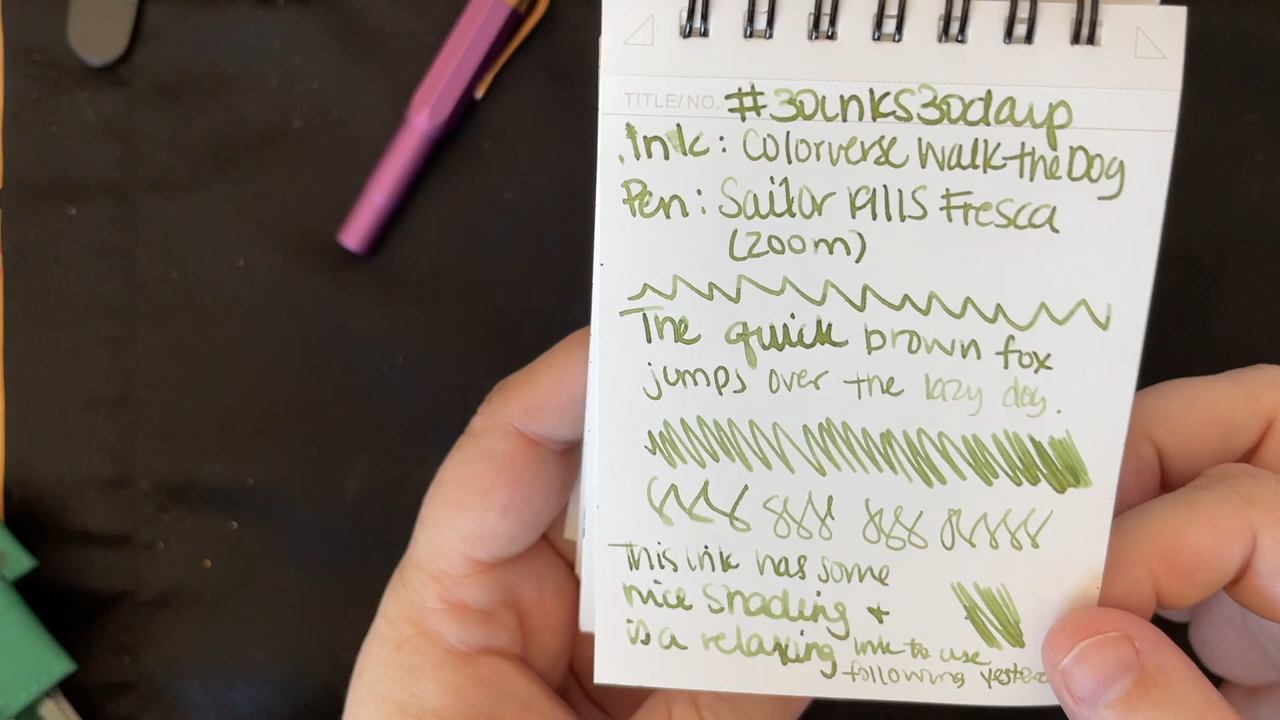 TITLE/NO. #30inks30days
Ink: Colorverse Walk the Dog
Pen: Sailor 1911S Fresca
(Zoom)
The quick brown fox
jumps over the lazy dog.
This ink has some
nice shading +
is a relaxing ink to use
following